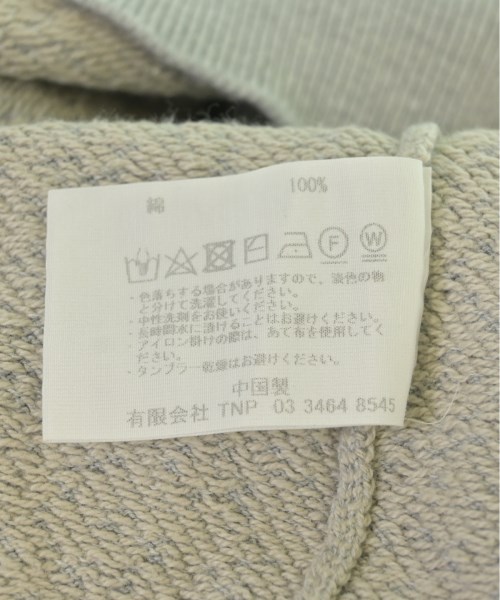 綿 100%
F W
・色落ちする場合がありますので、淡色の物
と分けて洗濯してください。
・中性洗剤をお使いください。
・長時間水に漬けることはお避けください。
・アイロン掛けの際は、あて布を使用してく
ださい。
・タンブラー乾燥はお避けください。
中国製
有限会社 TNP 03 3464 8545